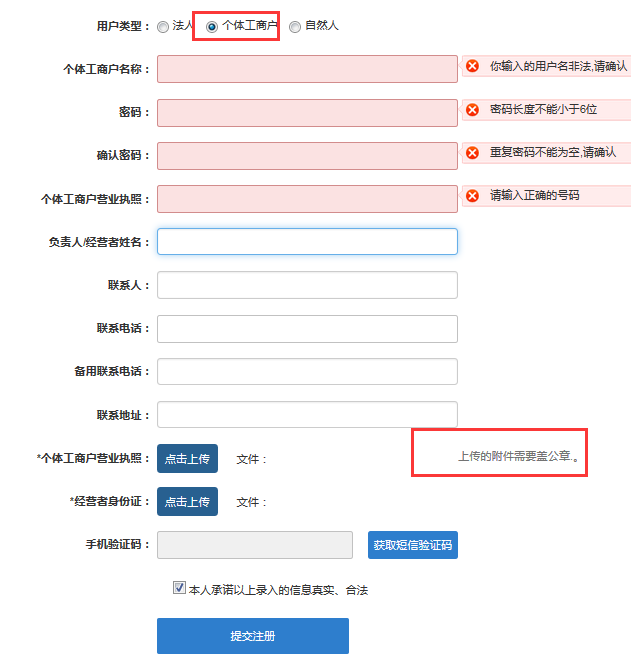 用户类型： 法人 个体工商户 自然人
个体工商户名称： 你输入的用户名非法,请确认
密码： 密码长度不能小于6位
确认密码： 重复密码不能为空,请确认
个体工商户营业执照： 请输入正确的号码
负责人/经营者姓名：
联系人：
联系电话：
备用联系电话：
联系地址：
*个体工商户营业执照： 点击上传 文件： 上传的附件需要盖公章.。
*经营者身份证： 点击上传 文件：
手机验证码： 获取短信验证码
本人承诺以上录入的信息真实、合法
提交注册